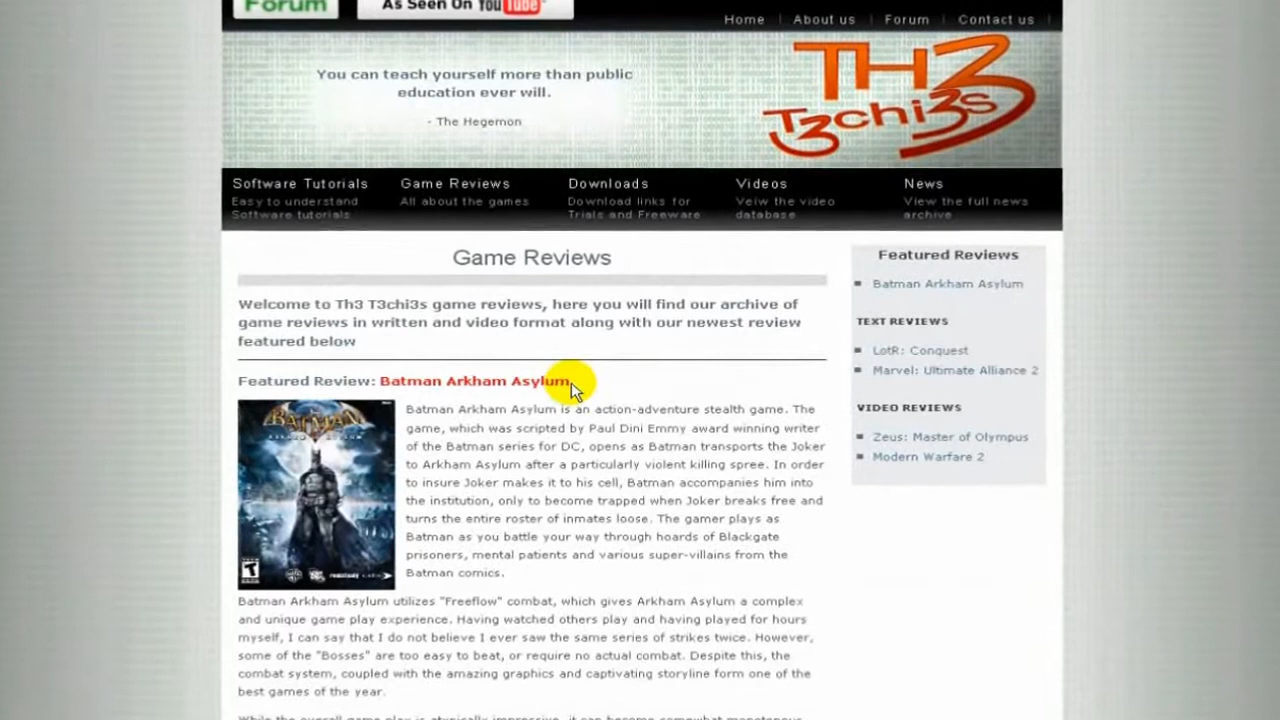 Forum
As Seen On YouTube
Home About us Forum Contact us
You can teach yourself more than public
education ever will.
- The Hegemon
TH3
T3chi3s
Software Tutorials
Easy to understand
Software tutorials
Game Reviews
All about the games
Downloads
Download links for
Trials and Freeware
Videos
Veiw the video
database
News
View the full news
archive
Game Reviews
Welcome to Th3 T3chi3s game reviews, here you will find our archive of
game reviews in written and video format along with our newest review
featured below
Featured Review: Batman Arkham Asylum
BATMAN
Batman Arkham Asylum is an action-adventure stealth game. The
game, which was scripted by Paul Dini Emmy award winning writer
of the Batman series for DC, opens as Batman transports the Joker
to Arkham Asylum after a particularly violent killing spree. In order
to insure Joker makes it to his cell, Batman accompanies him into
the institution, only to become trapped when Joker breaks free and
turns the entire roster of inmates loose. The gamer plays as
Batman as you battle your way through hoards of Blackgate
prisoners, mental patients and various super-villains from the
Batman comics.
Batman Arkham Asylum utilizes "Freeflow" combat, which gives Arkham Asylum a complex
and unique game play experience. Having watched others play and having played for hours
myself, I can say that I do not believe I ever saw the same series of strikes twice. However,
some of the "Bosses" are too easy to beat, or require no actual combat. Despite this, the
combat system, coupled with the amazing graphics and captivating storyline form one of the
best games of the year.
While the overall game play is atypically impressive, it can become somewhat monotonous
Featured Reviews
Batman Arkham Asylum
TEXT REVIEWS
LotR: Conquest
Marvel: Ultimate Alliance 2
VIDEO REVIEWS
Zeus: Master of Olympus
Modern Warfare 2